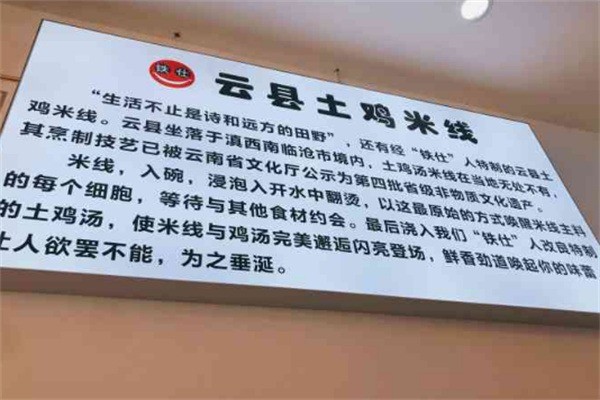 铁仕
云县土鸡米线
“生活不止是诗和远方的田野”，还有经“铁仕”人特制的云县土
鸡米线。云县坐落于滇西南临沧市境内，土鸡汤米线在当地无处不有，
其烹制技艺已被云南省文化厅公示为第四批省级非物质文化遗产。
米线，入碗，浸泡入开水中翻烫，以这最原始的方式唤醒米线主料
的每个细胞，等待与其他食材约会。最后浇入我们“铁仕”人改良特制
的土鸡汤，使米线与鸡汤完美邂逅闪亮登场，鲜香劲道唤起你的味蕾
让人欲罢不能，为之垂涎。